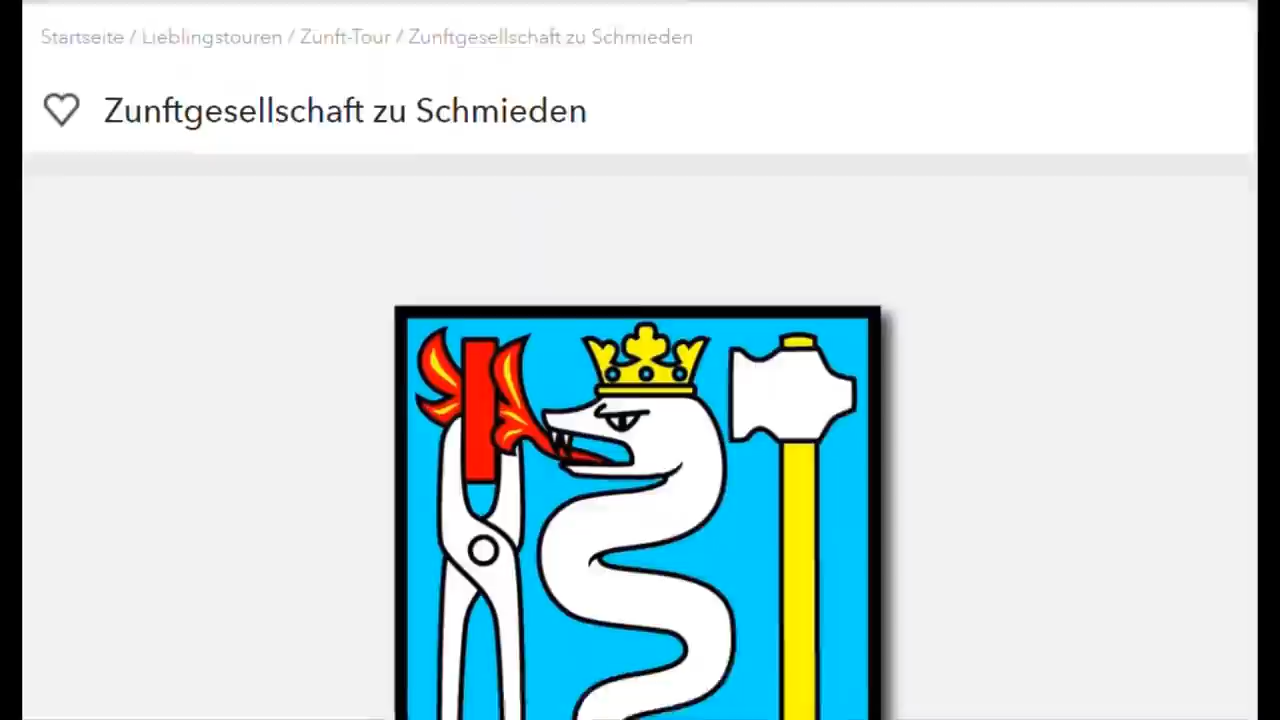 Startseite / Lieblingstouren / Zunft-Tour / Zunftgesellschaft zu Schmieden
Zunftgesellschaft zu Schmieden